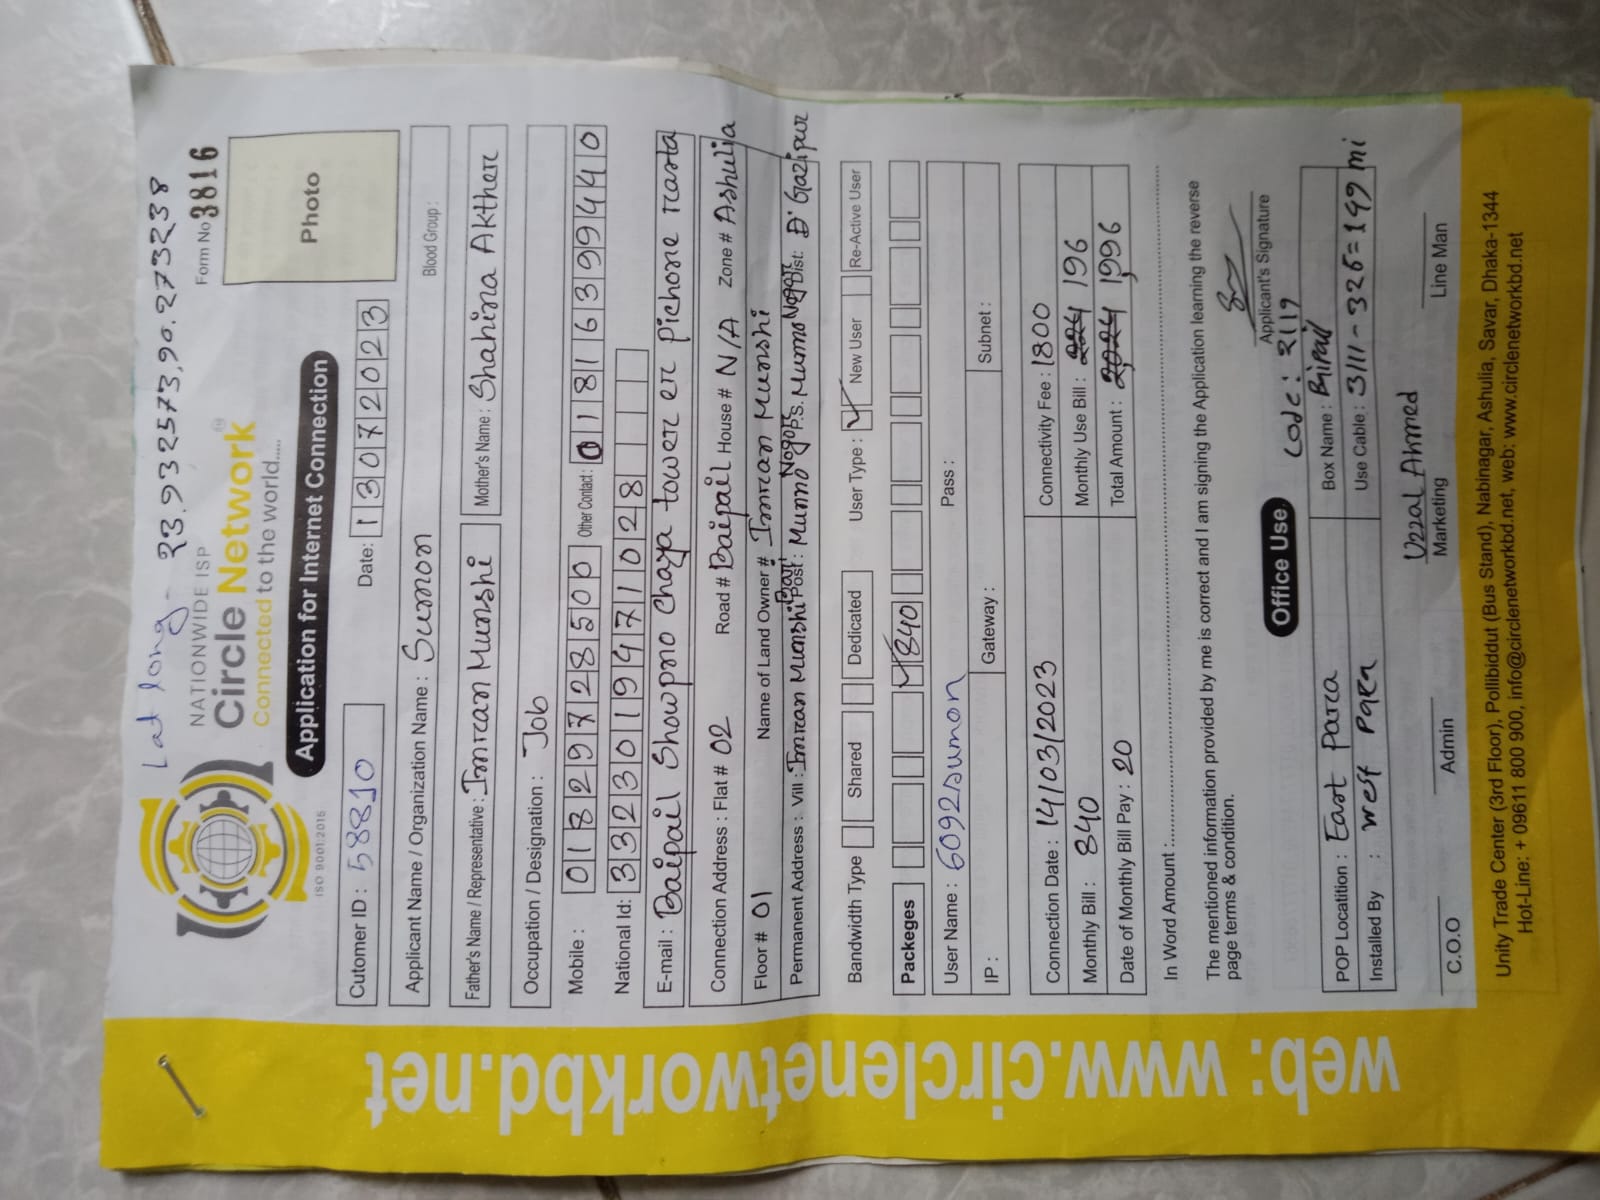 Lat long - 23.9332573,90.273238
NATIONWIDE ISP
Form No 3816
Circle Network
Connected to the world.....
ISO 9001:2015
Application for Internet Connection
Photo
Cutomer ID : 58810
Date: 13072023
Applicant Name / Organization Name : Sumon
Blood Group :
Father's Name / Representative : Imran Munshi
Mother's Name : Shahina Akther
Occupation / Designation : Job
Mobile : 01829728500
Other Contact: 01816399440
National Id: 3323019471028
E-mail : Baipail Showpno Chaya tower er Pichone rasta
Connection Address : Flat # 02 Road # Baipail House # N/A Zone # Ashulia
Floor # 01 Name of Land Owner # Imran Munshi
Permanent Address : Vill : Imran Munshi Bari Post : Munno Nogor P.S. Munno Nogor Dist: Gazipur
Bandwidth Type Shared Dedicated User Type : New User Re-Active User
Packeges 840
User Name : 6092sumon Pass :
IP : Gateway : Subnet :
Connection Date : 14/03/2023 Connectivity Fee : 1800
Monthly Bill : 840 Monthly Use Bill : 196
Date of Monthly Bill Pay : 20 Total Amount : 1,996
In Word Amount :
The mentioned information provided by me is correct and I am signing the Application learning the reverse
page terms & condition.
Applicant's Signature
Office Use
Code : 2119
POP Location : East Para Box Name : Bipail
Installed By : Para Use Cable : 3111 - 326 = 199 mi
Uzzal Ahmed
C.O.O Admin Marketing Line Man
Unity Trade Center (3rd Floor), Pollibiddut (Bus Stand), Nabinagar, Ashulia, Savar, Dhaka-1344
Hot-Line: + 09611 800 900, info@circlenetworkbd.net, web: www.circlenetworkbd.net
web: www.circlenetworkbd.net